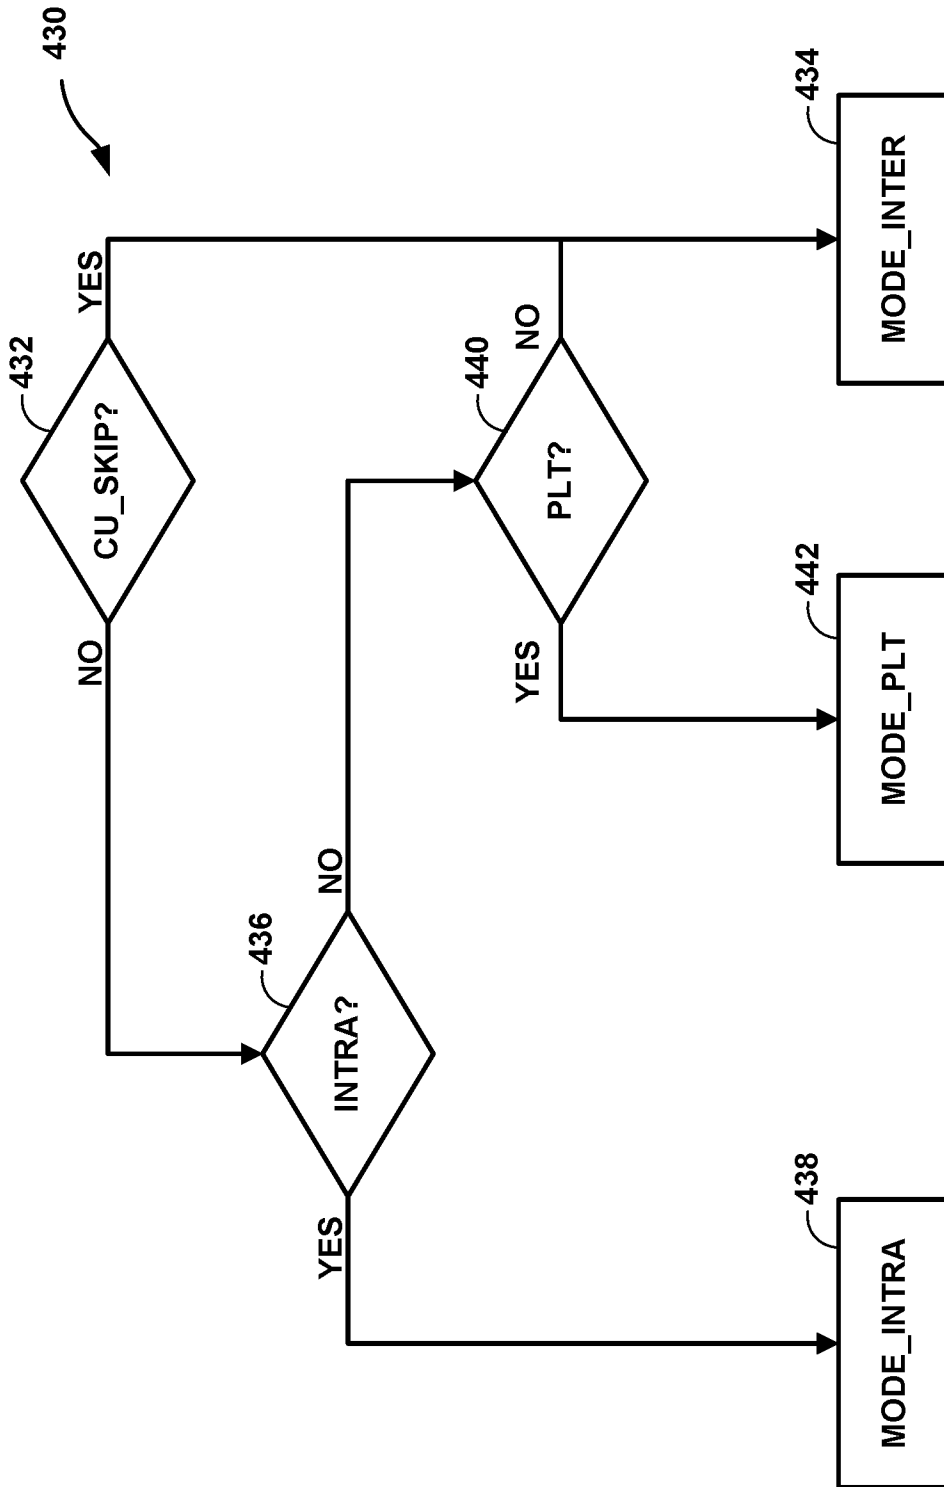 430
432
CU_SKIP?
NO
YES
436
INTRA?
YES
NO
440
PLT?
YES
NO
438
MODE_INTRA
442
MODE_PLT
434
MODE_INTER